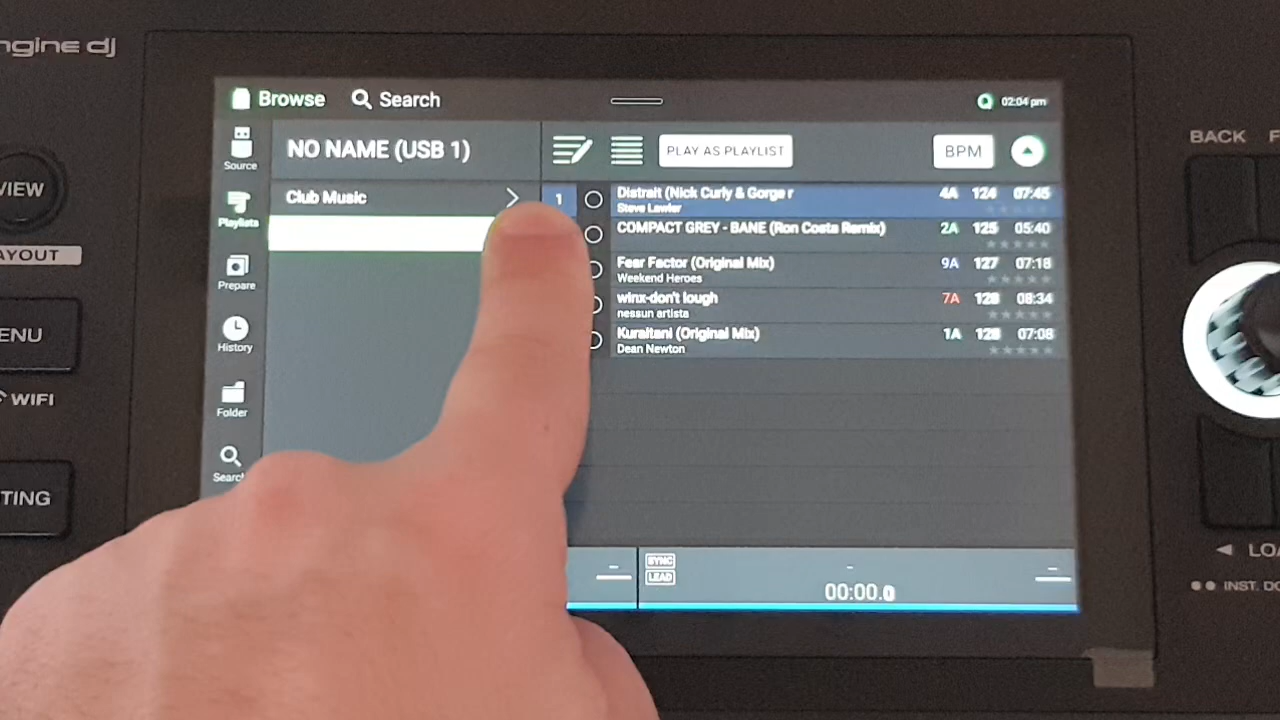 ngine dj
Browse
Search
02:04 pm
Source
NO NAME (USB 1)
PLAY AS PLAYLIST
BPM
BACK
F
VIEW
AYOUT
Playlists
Club Music
1
Distrait (Nick Curly & Gorge r
4A 124 07:45
Steve Lawler
COMPACT GREY - BANE (Ron Costa Remix)
2A 125 05:40
Prepare
Fear Factor (Original Mix)
9A 127 07:18
Weekend Heroes
winx-don't lough
7A 128 08:34
nessun artista
History
Kuraitani (Original Mix)
1A 128 07:08
Dean Newton
ENU
WIFI
Folder
Search
TING
SYNC
LEAD
00:00.0
LOA
INST. DO